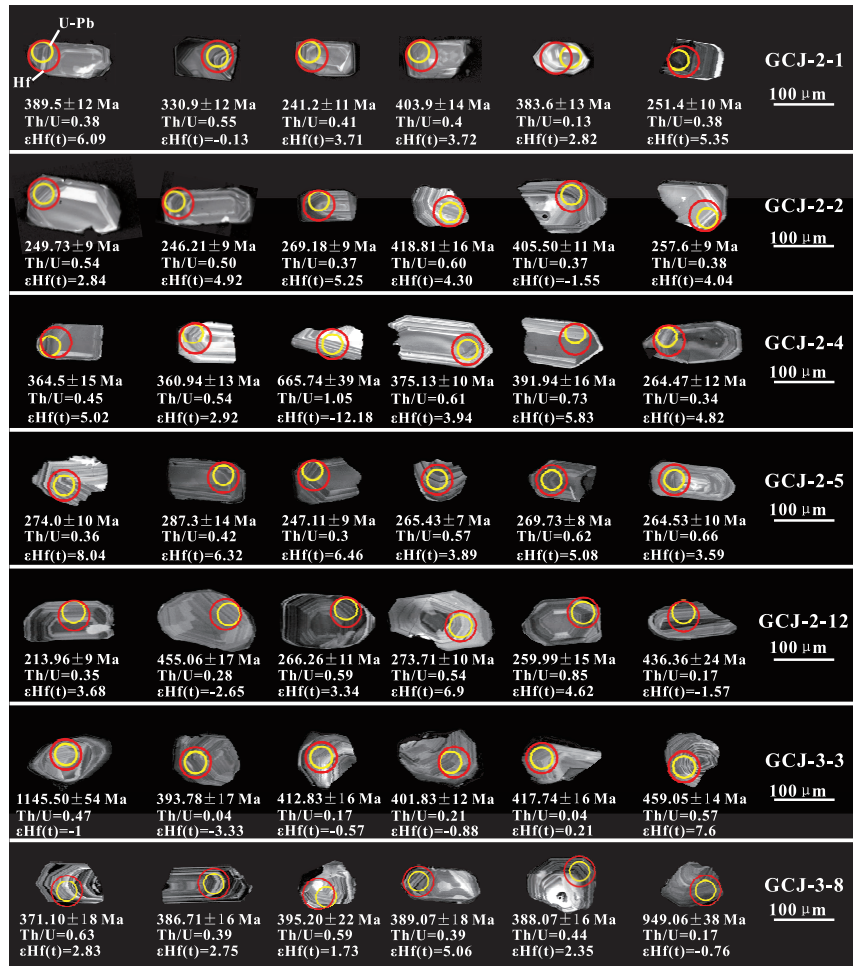 U-Pb
Hf
GCJ-2-1
100 μm
389.5±12 Ma 330.9±12 Ma 241.2±11 Ma 403.9±14 Ma 383.6±13 Ma 251.4±10 Ma
Th/U=0.38 Th/U=0.55 Th/U=0.41 Th/U=0.4 Th/U=0.13 Th/U=0.38
εHf(t)=6.09 εHf(t)=-0.13 εHf(t)=3.71 εHf(t)=3.72 εHf(t)=2.82 εHf(t)=5.35
GCJ-2-2
100 μm
249.73±9 Ma 246.21±9 Ma 269.18±9 Ma 418.81±16 Ma 405.50±11 Ma 257.6±9 Ma
Th/U=0.54 Th/U=0.50 Th/U=0.37 Th/U=0.60 Th/U=0.37 Th/U=0.38
εHf(t)=2.84 εHf(t)=4.92 εHf(t)=5.25 εHf(t)=4.30 εHf(t)=-1.55 εHf(t)=4.04
GCJ-2-4
100 μm
364.5±15 Ma 360.94±13 Ma 665.74±39 Ma 375.13±10 Ma 391.94±16 Ma 264.47±12 Ma
Th/U=0.45 Th/U=0.54 Th/U=1.05 Th/U=0.61 Th/U=0.73 Th/U=0.34
εHf(t)=5.02 εHf(t)=2.92 εHf(t)=-12.18 εHf(t)=3.94 εHf(t)=5.83 εHf(t)=4.82
GCJ-2-5
100 μm
274.0±10 Ma 287.3±14 Ma 247.11±9 Ma 265.43±7 Ma 269.73±8 Ma 264.53±10 Ma
Th/U=0.36 Th/U=0.42 Th/U=0.3 Th/U=0.57 Th/U=0.62 Th/U=0.66
εHf(t)=8.04 εHf(t)=6.32 εHf(t)=6.46 εHf(t)=3.89 εHf(t)=5.08 εHf(t)=3.59
GCJ-2-12
100 μm
213.96±9 Ma 455.06±17 Ma 266.26±11 Ma 273.71±10 Ma 259.99±15 Ma 436.36±24 Ma
Th/U=0.35 Th/U=0.28 Th/U=0.59 Th/U=0.54 Th/U=0.85 Th/U=0.17
εHf(t)=3.68 εHf(t)=-2.65 εHf(t)=3.34 εHf(t)=6.9 εHf(t)=4.62 εHf(t)=-1.57
GCJ-3-3
100 μm
1145.50±54 Ma 393.78±17 Ma 412.83±16 Ma 401.83±12 Ma 417.74±16 Ma 459.05±14 Ma
Th/U=0.47 Th/U=0.04 Th/U=0.17 Th/U=0.21 Th/U=0.04 Th/U=0.57
εHf(t)=-1 εHf(t)=-3.33 εHf(t)=-0.57 εHf(t)=-0.88 εHf(t)=0.21 εHf(t)=7.6
GCJ-3-8
100 μm
371.10±18 Ma 386.71±16 Ma 395.20±22 Ma 389.07±18 Ma 388.07±16 Ma 949.06±38 Ma
Th/U=0.63 Th/U=0.39 Th/U=0.59 Th/U=0.39 Th/U=0.44 Th/U=0.17
εHf(t)=2.83 εHf(t)=2.75 εHf(t)=1.73 εHf(t)=5.06 εHf(t)=2.35 εHf(t)=-0.76